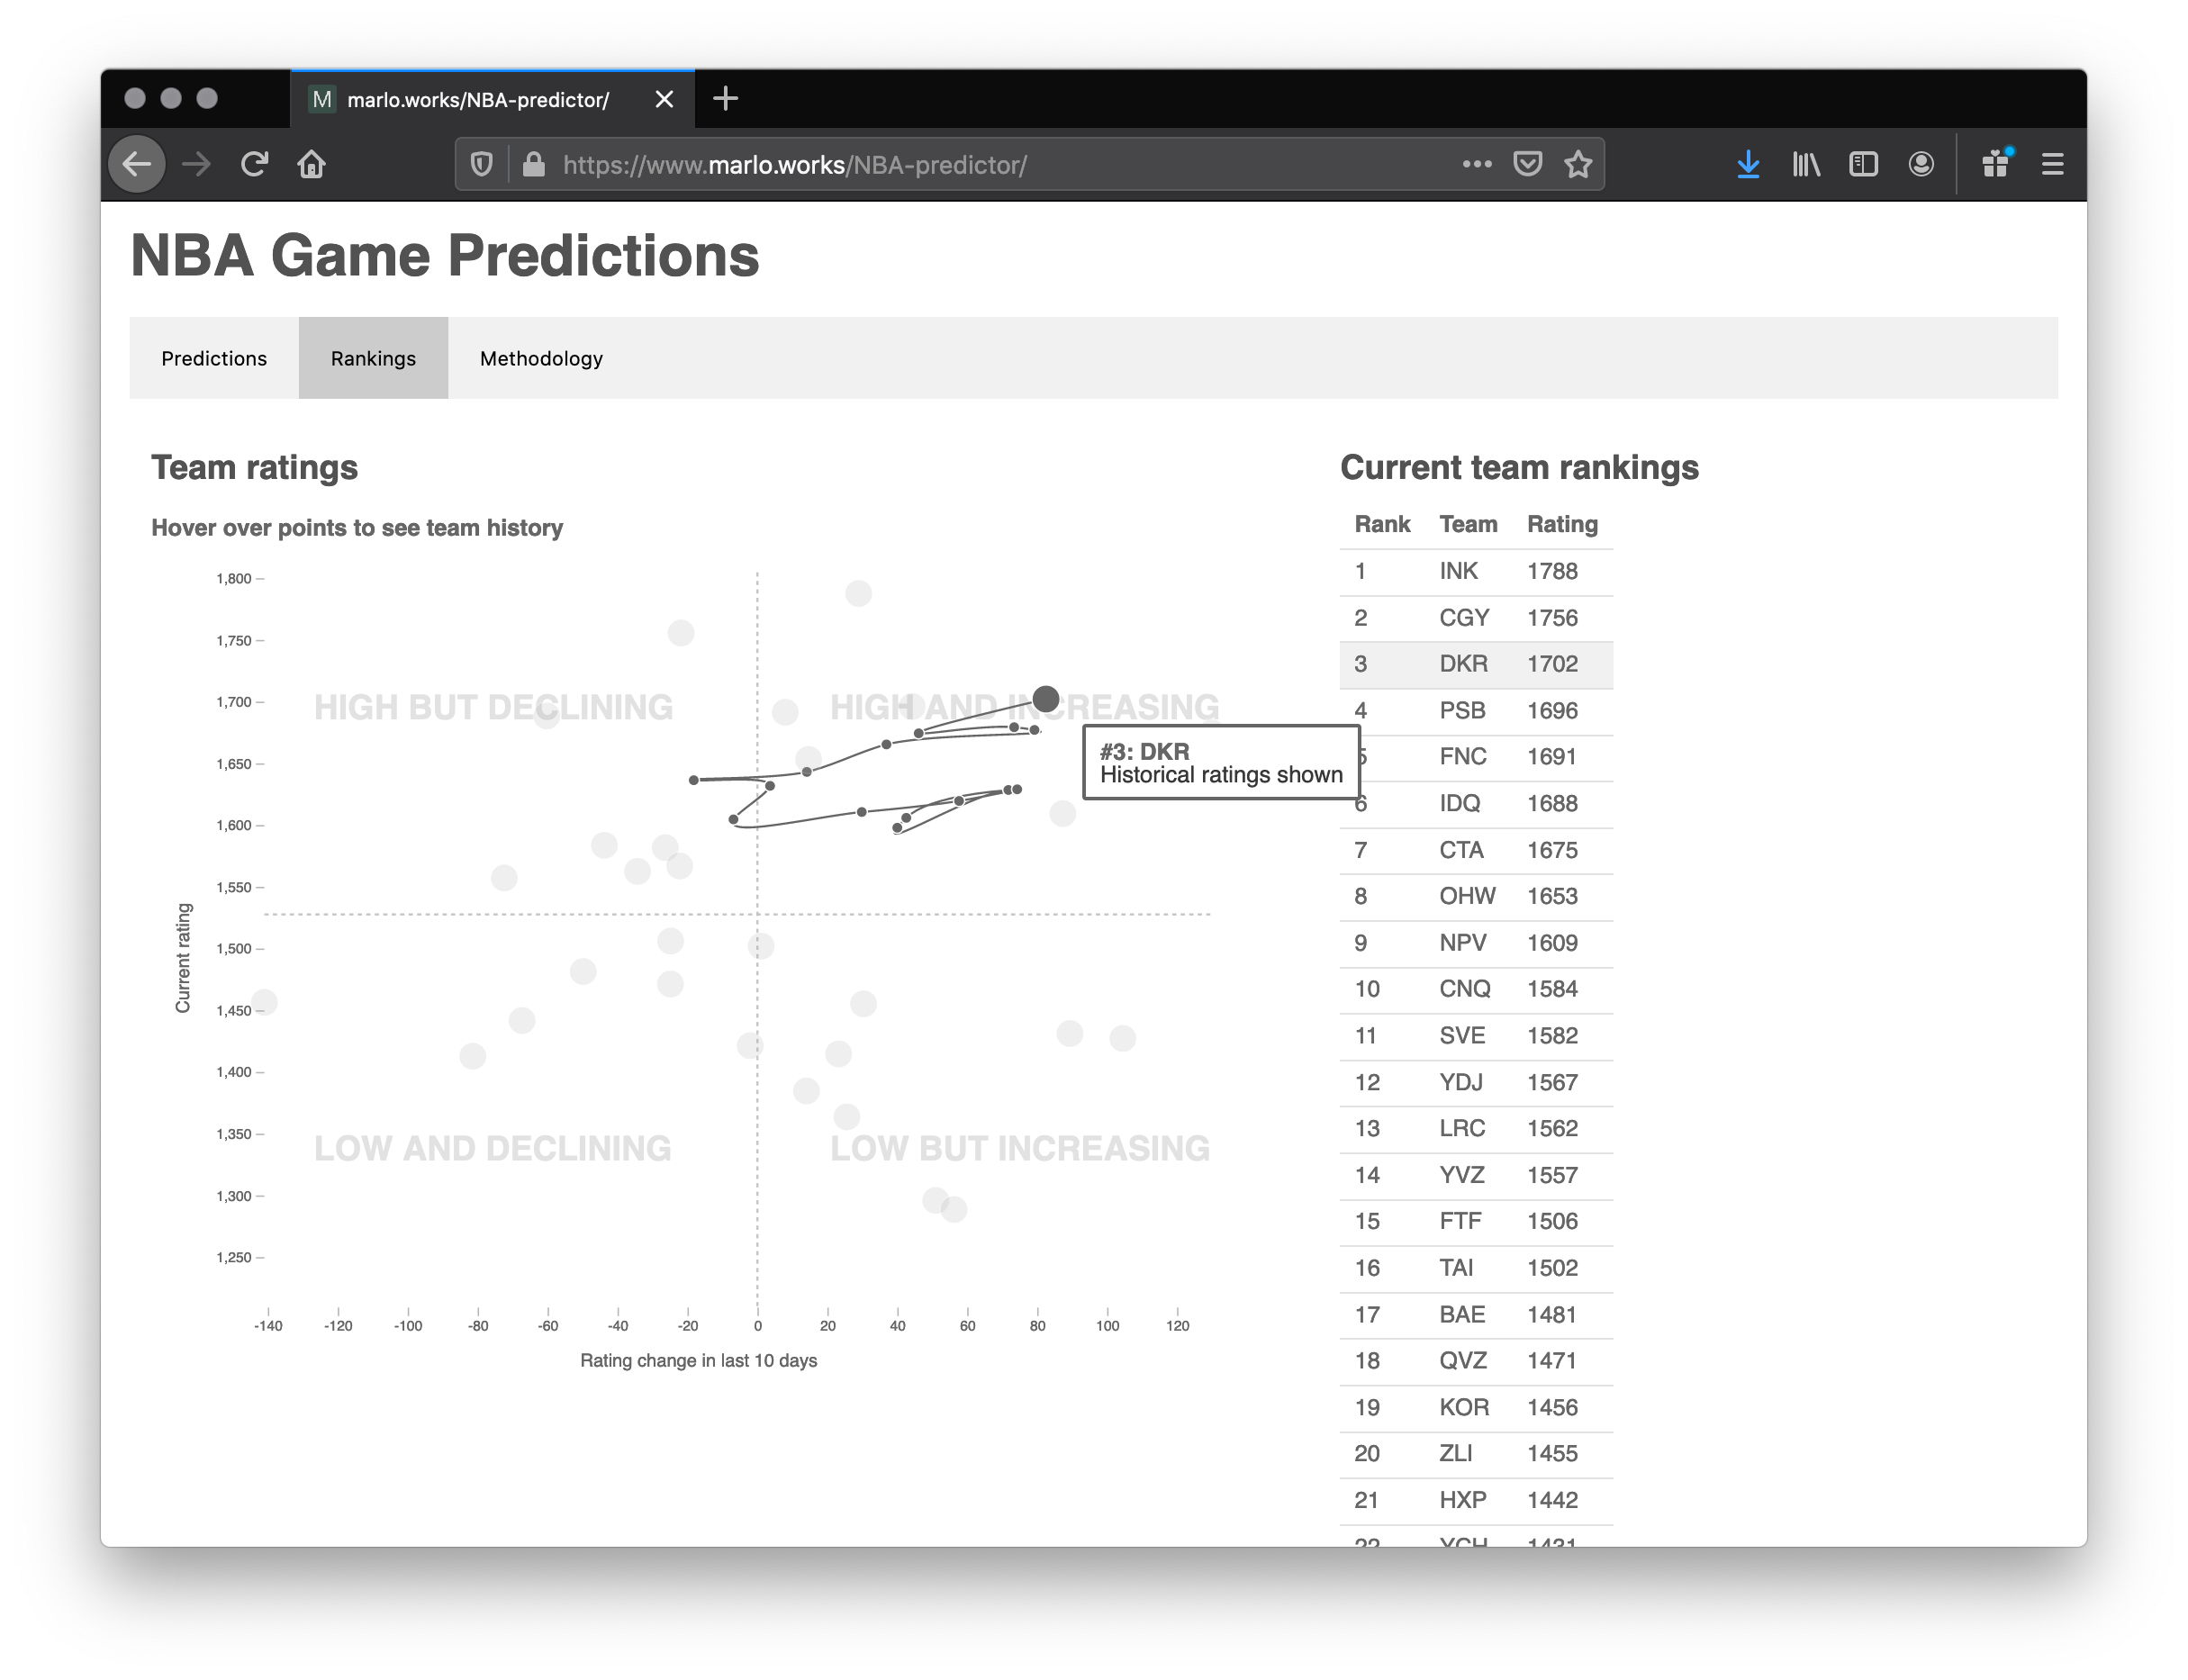 M marlo.works/NBA-predictor/
https://www.marlo.works/NBA-predictor/
NBA Game Predictions
Predictions Rankings Methodology
Team ratings
Hover over points to see team history
1,800
1,750
1,700
1,650
1,600
1,550
1,500
1,450
1,400
1,350
1,300
1,250
Current rating
HIGH BUT DECLINING
HIGH AND INCREASING
#3: DKR
Historical ratings shown
LOW AND DECLINING
LOW BUT INCREASING
-140 -120 -100 -80 -60 -40 -20 0 20 40 60 80 100 120
Rating change in last 10 days
Current team rankings
Rank Team Rating
1 INK 1788
2 CGY 1756
3 DKR 1702
4 PSB 1696
5 FNC 1691
6 IDQ 1688
7 CTA 1675
8 OHW 1653
9 NPV 1609
10 CNQ 1584
11 SVE 1582
12 YDJ 1567
13 LRC 1562
14 YVZ 1557
15 FTF 1506
16 TAI 1502
17 BAE 1481
18 QVZ 1471
19 KOR 1456
20 ZLI 1455
21 HXP 1442
22 1431